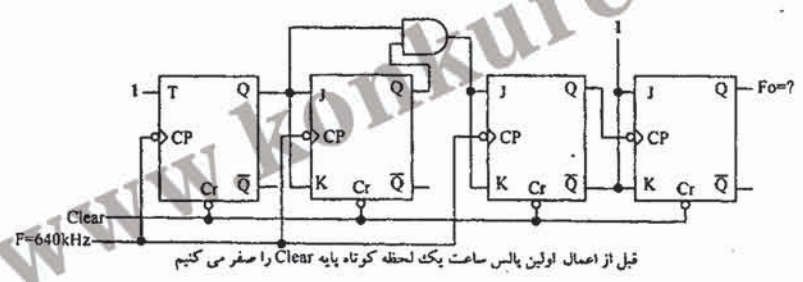 www.konkure
1
1 T Q J Q J Q J Q Fo=?
CP CP CP CP
K K K
Cr Q̅ Cr Q̅ Cr Q̅ Cr Q̅
Clear
F=640kHz
قبل از اعمال اولین پالس ساعت یک لحظه کوتاه پایه Clear را صفر می کنیم